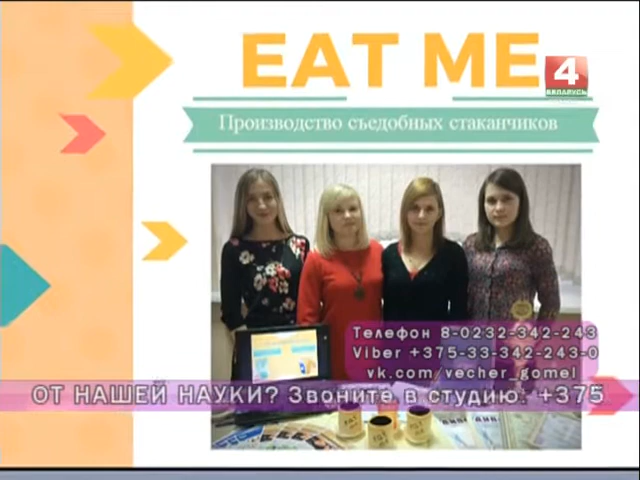 EAT ME
4
БЕЛАРУСЬ
Производство съедобных стаканчиков
Телефон 8-0232-342-243
Viber +375-33-342-243-0
vk.com/vecher_gomel
ОТ НАШЕЙ НАУКИ? Звоните в студию: +375